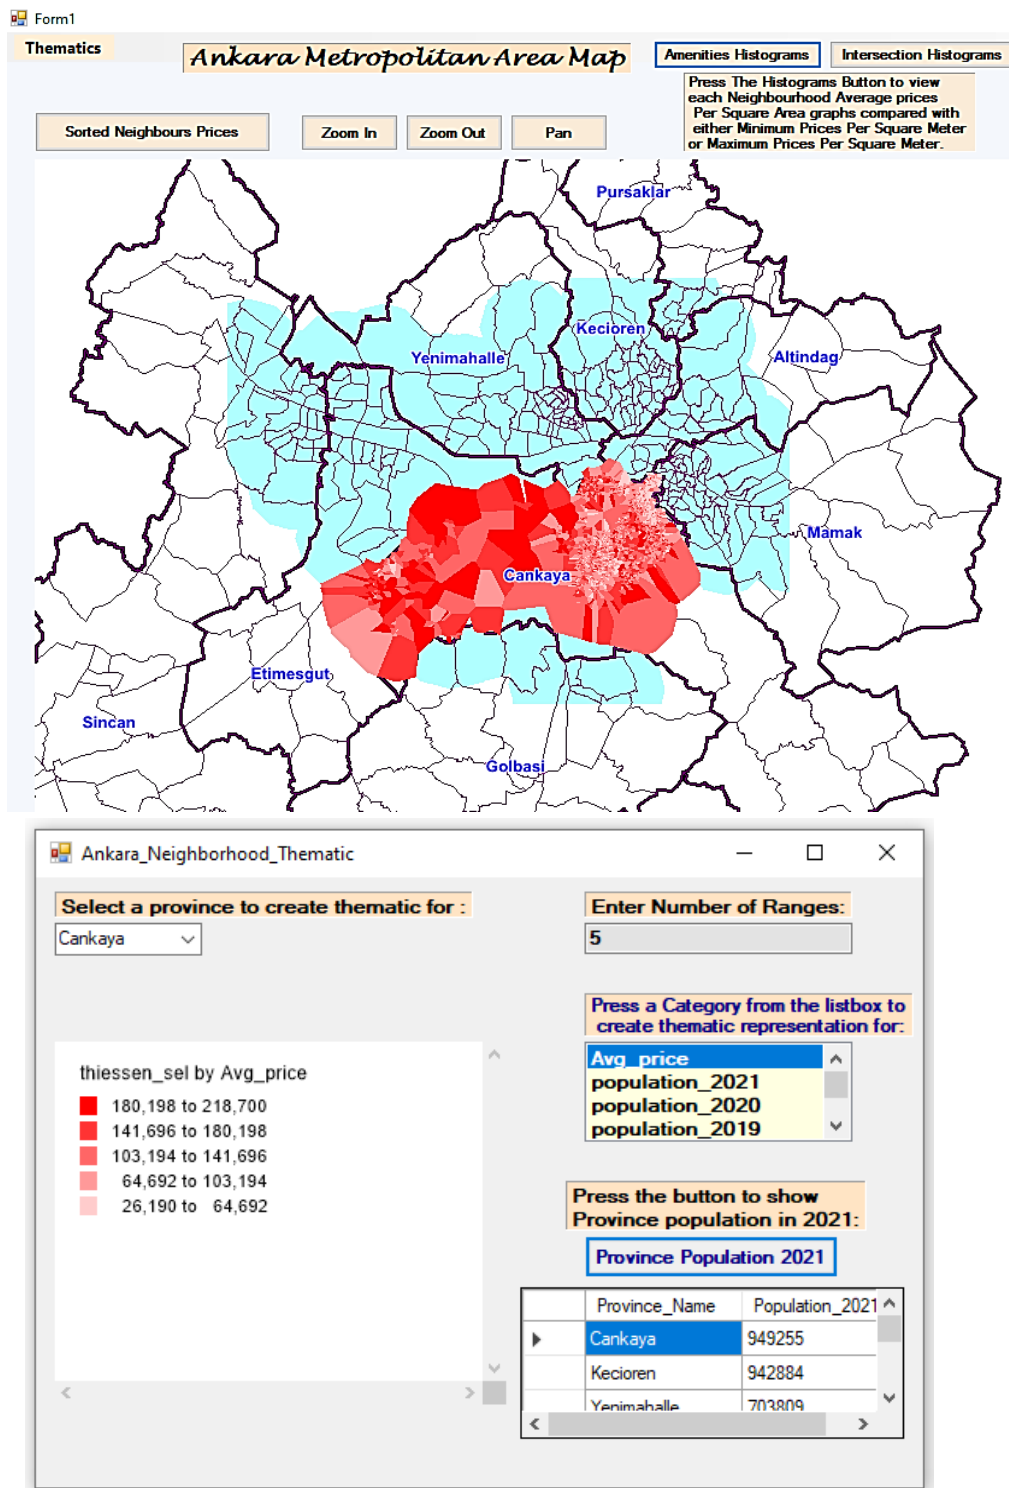 Form1
Thematics
Ankara Metropolitan Area Map
Amenities Histograms
Intersection Histograms
Press The Histograms Button to view
each Neighbourhood Average prices
Per Square Area graphs compared with
either Minimum Prices Per Square Meter
or Maximum Prices Per Square Meter.
Sorted Neighbours Prices
Zoom In
Zoom Out
Pan
Pursaklar
Kecioren
Yenimahalle
Altindag
Mamak
Cankaya
Etimesgut
Sincan
Golbasi
Ankara_Neighborhood_Thematic
Select a province to create thematic for :
Cankaya
Enter Number of Ranges:
5
Press a Category from the listbox to
create thematic representation for:
Avg_price
population_2021
population_2020
population_2019
thiessen_sel by Avg_price
180,198 to 218,700
141,696 to 180,198
103,194 to 141,696
64,692 to 103,194
26,190 to 64,692
Press the button to show
Province population in 2021:
Province Population 2021
Province_Name Population_2021
Cankaya 949255
Kecioren 942884
Yenimahalle 703809